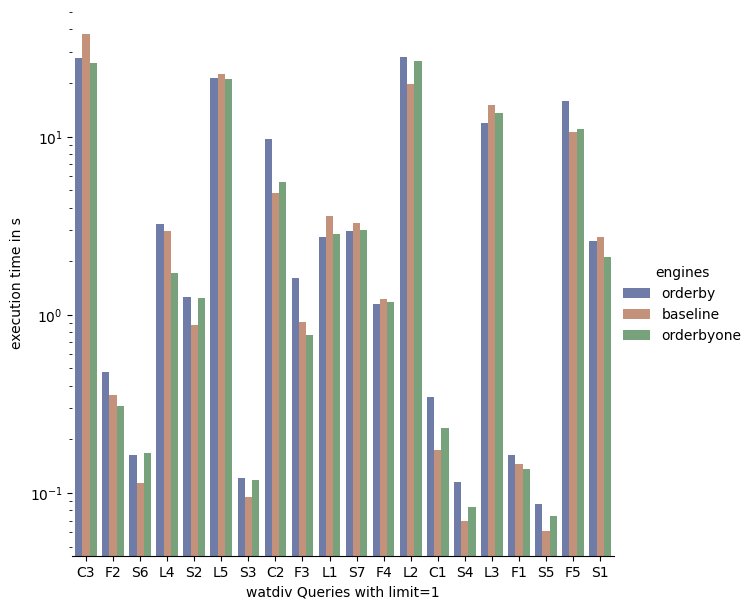 execution time in s
10¹
10⁰
10⁻¹
C3 F2 S6 L4 S2 L5 S3 C2 F3 L1 S7 F4 L2 C1 S4 L3 F1 S5 F5 S1
watdiv Queries with limit=1
engines
orderby
baseline
orderbyone